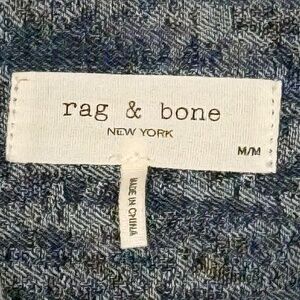 rag & bone
NEW YORK
M/M
MADE IN CHINA